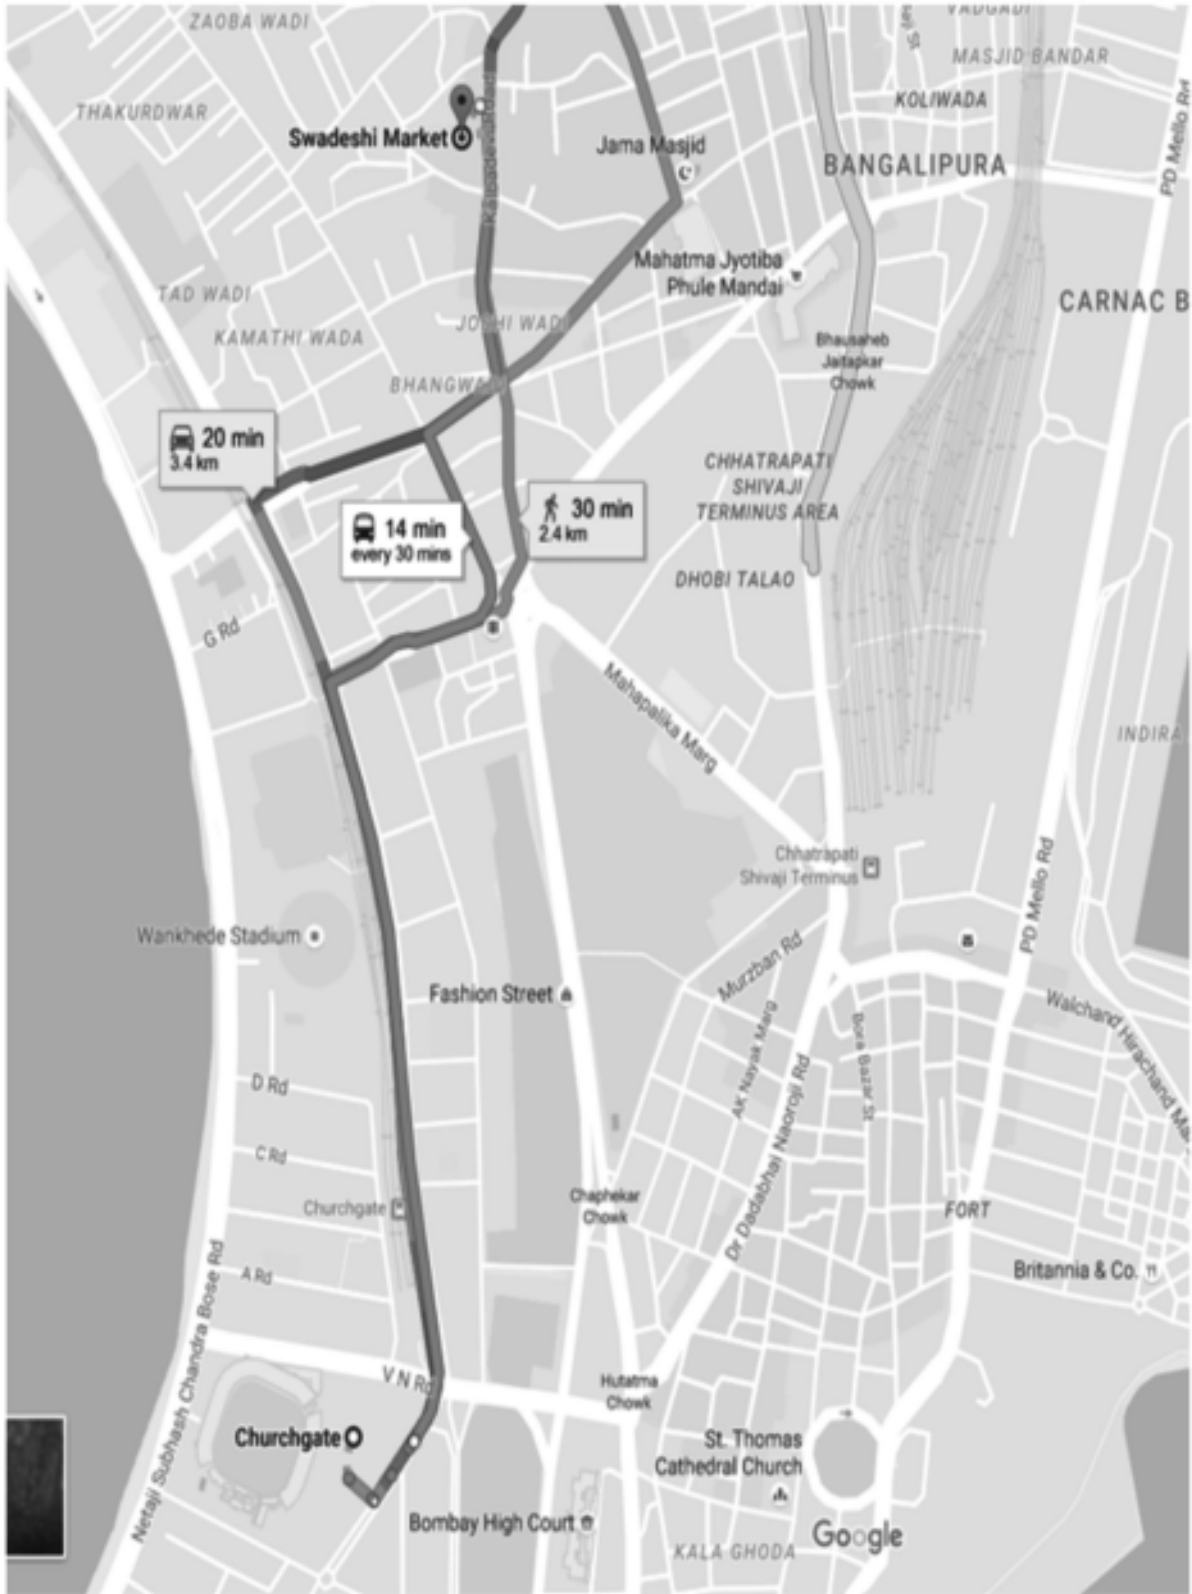 ZAOBA WADI
VADGADI
MASJID BANDAR
THAKURDWAR
KOLIWADA
PD Mello Rd
Swadeshi Market
Jama Masjid
BANGALIPURA
Mahatma Jyotiba
Phule Mandai
TAD WADI
CARNAC B
KAMATHI WADA
Bhausaheb
Jaitapkar
Chowk
20 min
3.4 km
CHHATRAPATI
SHIVAJI
TERMINUS AREA
14 min
every 30 mins
30 min
2.4 km
DHOBI TALAO
G Rd
Mahapalika Marg
INDIRA
Chhatrapati
Shivaji Terminus
PD Mello Rd
Wankhede Stadium
Murzban Rd
Fashion Street
Walchand Hirachand Ma
AK Nayak Marg
Bora Bazar St
D Rd
Dr Dadabhai Naoroji Rd
C Rd
Churchgate
Chaphekar
Chowk
FORT
A Rd
Britannia & Co.
Netaji Subhash Chandra Bose Rd
V N Rd
Hutatma
Chowk
Churchgate
St. Thomas
Cathedral Church
Bombay High Court
KALA GHODA
Google